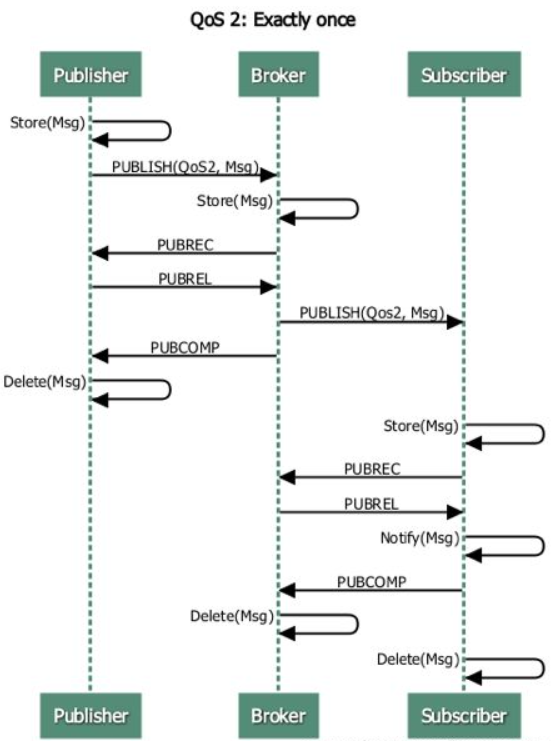 QoS 2: Exactly once
Publisher Broker Subscriber
Store(Msg)
PUBLISH(QoS2, Msg)
Store(Msg)
PUBREC
PUBREL
PUBLISH(Qos2, Msg)
PUBCOMP
Delete(Msg)
Store(Msg)
PUBREC
PUBREL
Notify(Msg)
PUBCOMP
Delete(Msg)
Delete(Msg)
Publisher Broker Subscriber